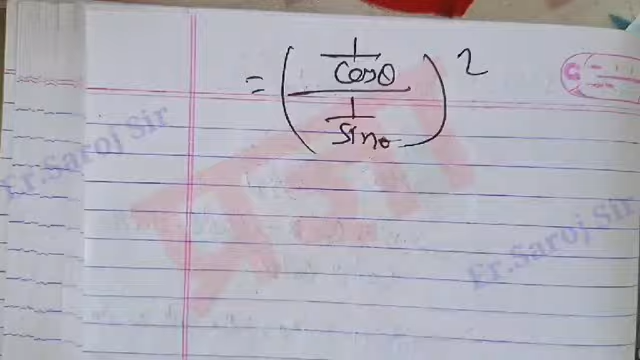 = ( 1/cosθ / 1/sinθ )²
Er.Saroj Sir
Er.Saroj Sir